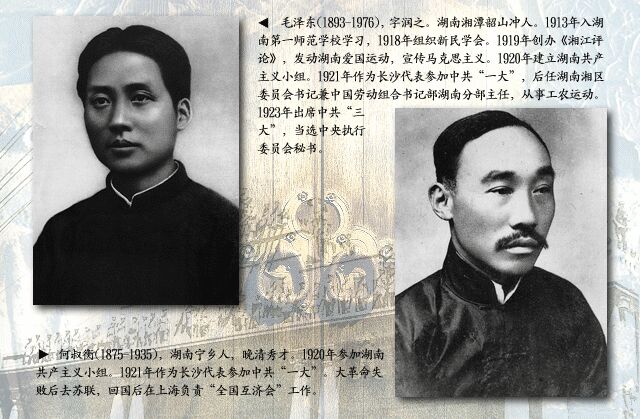 ◀ 毛泽东(1893-1976)，字润之。湖南湘潭韶山冲人。1913年入湖
南第一师范学校学习，1918年组织新民学会。1919年创办《湘江评
论》，发动湖南爱国运动，宣传马克思主义。1920年建立湖南共产
主义小组。1921年作为长沙代表参加中共“一大”，后任湖南湘区
委员会书记兼中国劳动组合书记部湖南分部主任，从事工农运动。
1923年出席中共“三
大”，当选中央执行
委员会秘书。
▶ 何叔衡(1875-1935)，湖南宁乡人，晚清秀才，1920年参加湖南
共产主义小组。1921年作为长沙代表参加中共“一大”。大革命失
败后去苏联，回国后在上海负责“全国互济会”工作。